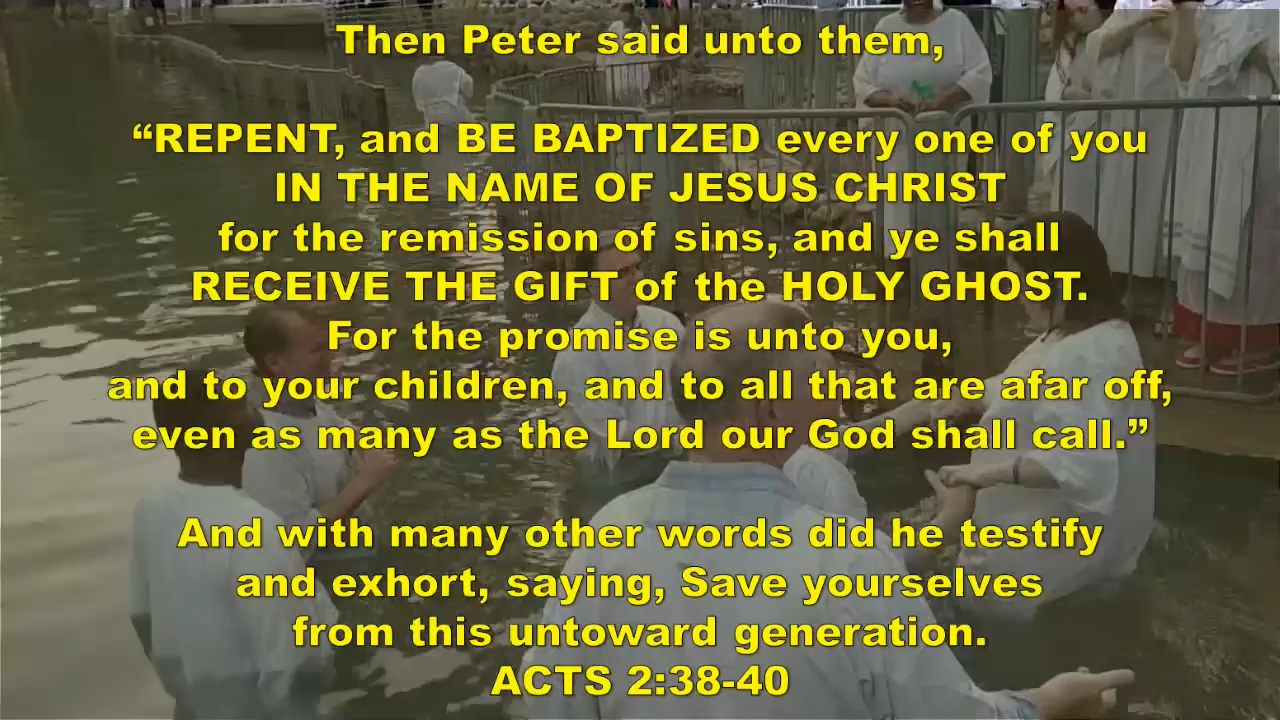 Then Peter said unto them,
“REPENT, and BE BAPTIZED every one of you
IN THE NAME OF JESUS CHRIST
for the remission of sins, and ye shall
RECEIVE THE GIFT of the HOLY GHOST.
For the promise is unto you,
and to your children, and to all that are afar off,
even as many as the Lord our God shall call.”
And with many other words did he testify
and exhort, saying, Save yourselves
from this untoward generation.
ACTS 2:38-40